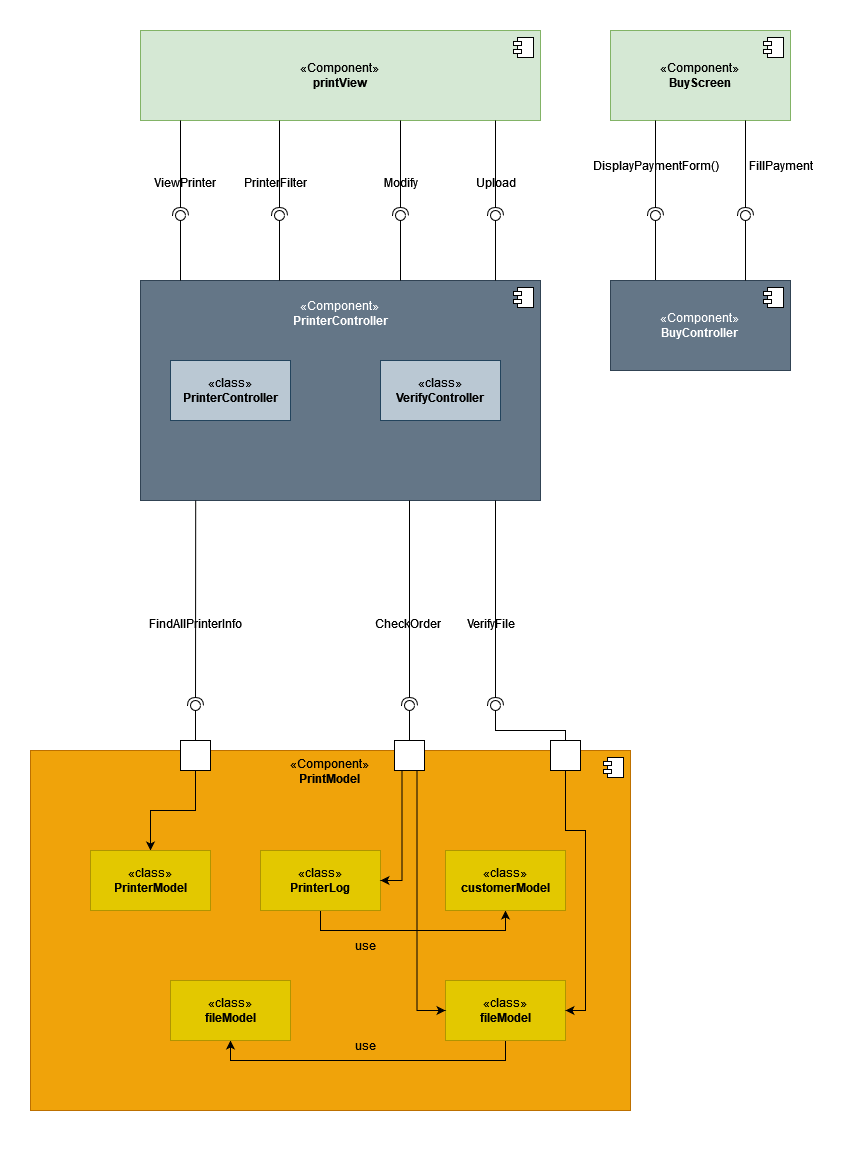 «Component»
printView
«Component»
BuyScreen
ViewPrinter
PrinterFilter
Modify
Upload
DisplayPaymentForm()
FillPayment
«Component»
PrinterController
«class»
PrinterController
«class»
VerifyController
«Component»
BuyController
FindAllPrinterInfo
CheckOrder
VerifyFile
«Component»
PrintModel
«class»
PrinterModel
«class»
PrinterLog
«class»
customerModel
use
«class»
fileModel
«class»
fileModel
use